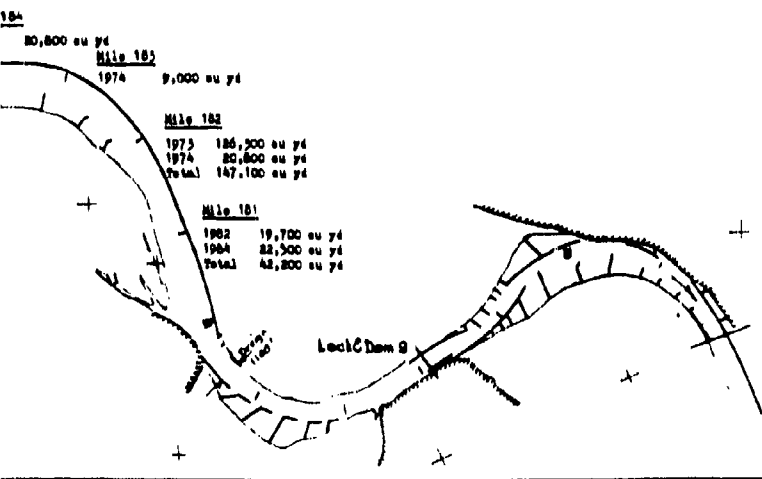 184
20,800 cu yd
Mile 183
1974 9,000 cu yd
Mile 182
1973 126,300 cu yd
1974 20,800 cu yd
Total 147,100 cu yd
Mile 181
1982 19,700 cu yd
1984 22,500 cu yd
Total 42,200 cu yd
Lock & Dam 9